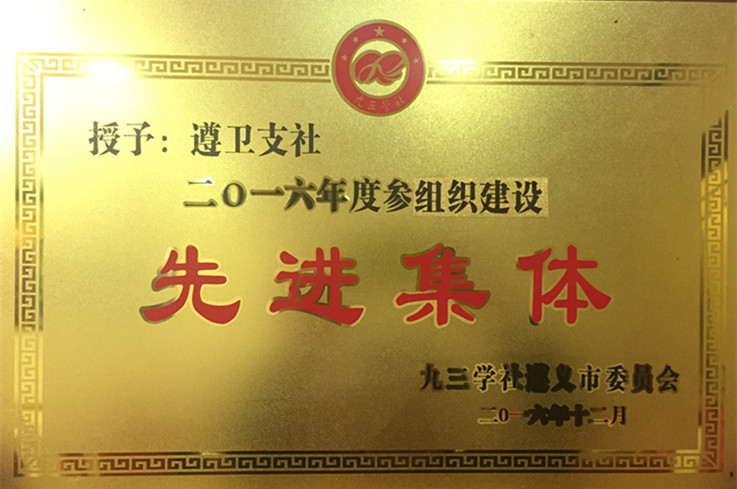 九三学社
授予：遵卫支社
二〇一六年度参组织建设
先进集体
九三学社遵义市委员会
二〇一六年十二月